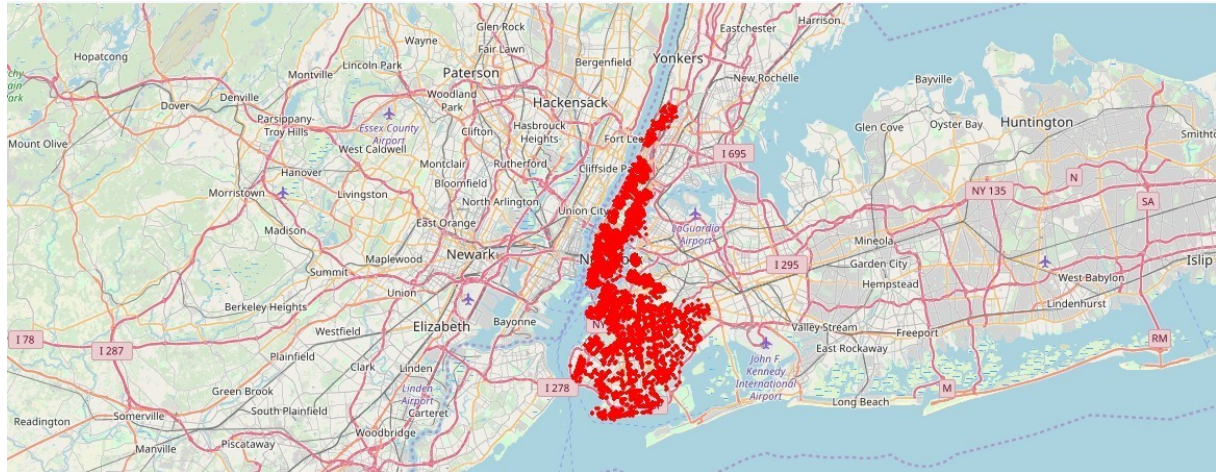 Hopatcong
Glen Rock
Eastchester
Harrison
Wayne
Fair Lawn
Bergenfield
Yonkers
Montville
Lincoln Park
Paterson
New Rochelle
Bayville
Dover
Denville
Woodland
Park
Hackensack
Parsippany-
Troy Hills
Essex County
Airport
Clifton
Hasbrouck
Heights
Fort Lee
Glen Cove
Oyster Bay
Huntington
Mount Olive
West Caldwell
I 695
Hanover
Montclair
Rutherford
Cliffside
Morristown
Livingston
Bloomfield
N
NY 135
North Arlington
Union City
SA
Madison
East Orange
LaGuardia
Airport
Mineola
Maplewood
Newark
I 295
Garden City
Islip
Summit
Hempstead
West Babylon
Union
Berkeley Heights
Lindenhurst
Elizabeth
Bayonne
Valley Stream
Freeport
I 78
I 287
Westfield
East Rockaway
RM
Plainfield
Clark
Linden
John F.
Kennedy
International
Airport
Green Brook
Linden
Airport
I 278
M
Long Beach
Carteret
Readington
Somerville
South Plainfield
Woodbridge
Manville
Piscataway